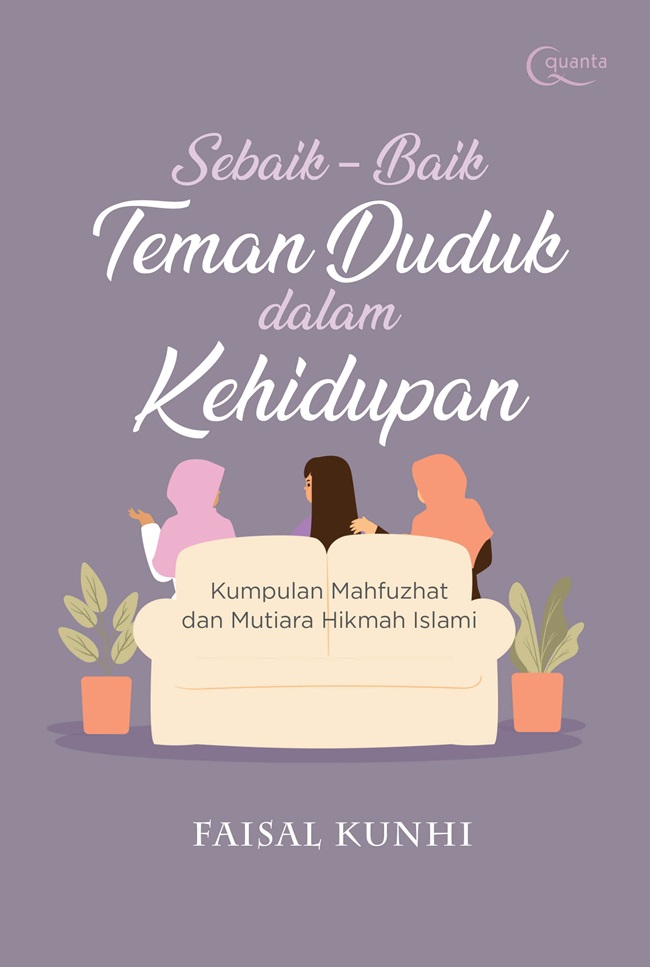 quanta
Sebaik - Baik
Teman Duduk
dalam
Kehidupan
Kumpulan Mahfuzhat
dan Mutiara Hikmah Islami
FAISAL KUNHI